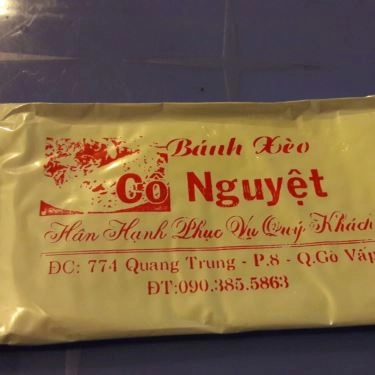 Bánh Xèo
Cô Nguyệt
Hân Hạnh Phục Vụ Quý Khách
ĐC: 774 Quang Trung - P.8 - Q.Gò Vấp
ĐT:090.385.5863